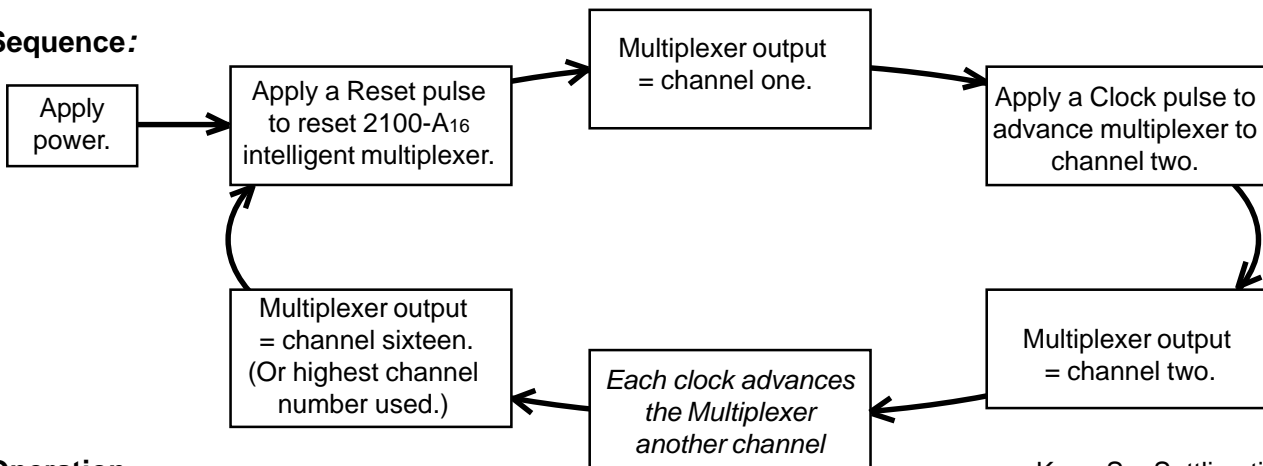 Sequence:
Apply
power.
Apply a Reset pulse
to reset 2100-A16
intelligent multiplexer.
Multiplexer output
= channel one.
Apply a Clock pulse to
advance multiplexer to
channel two.
Multiplexer output
= channel two.
Each clock advances
the Multiplexer
another channel
Multiplexer output
= channel sixteen.
(Or highest channel
number used.)